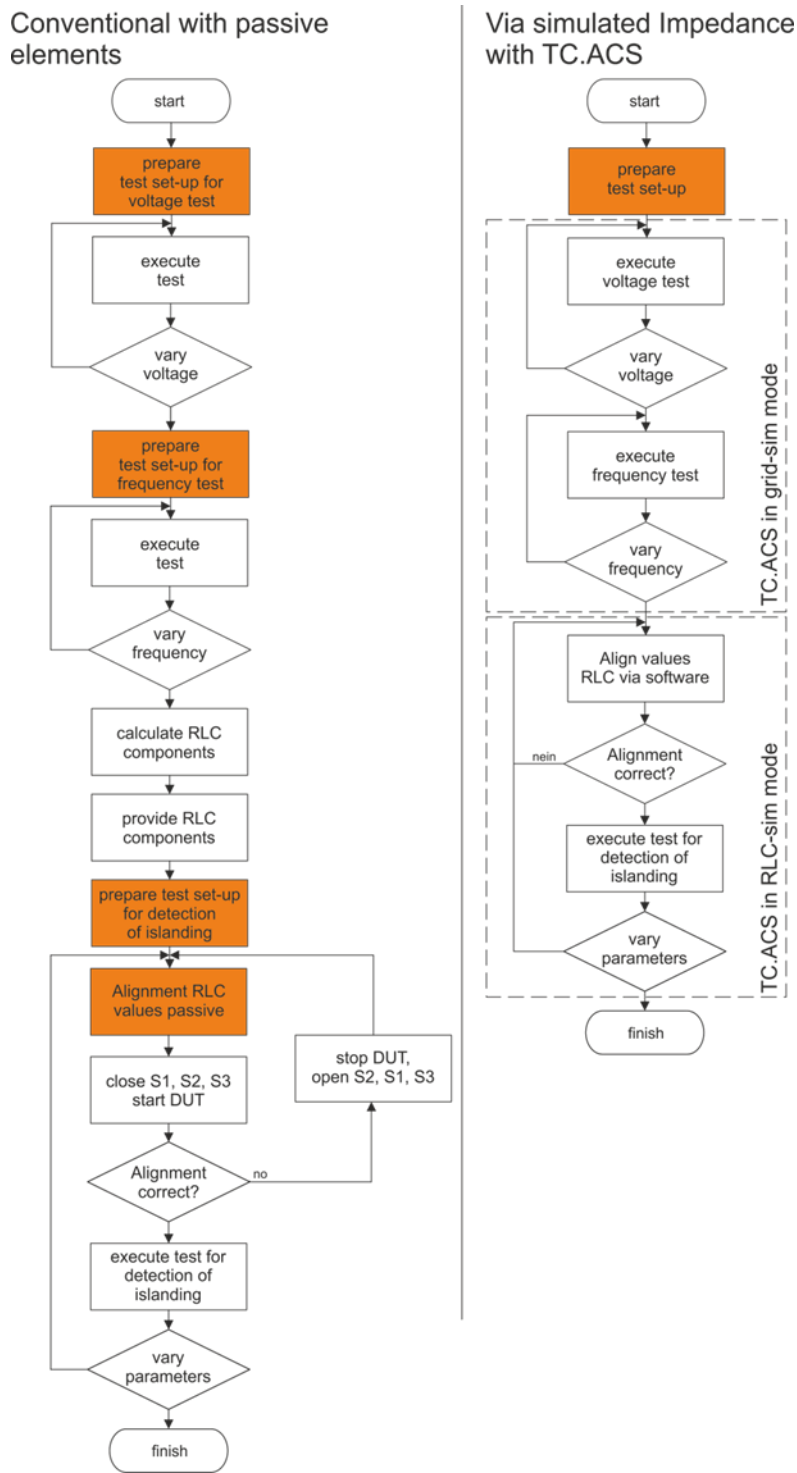 Conventional with passive
elements
start
prepare
test set-up for
voltage test
execute
test
vary
voltage
prepare
test set-up for
frequency test
execute
test
vary
frequency
calculate RLC
components
provide RLC
components
prepare test set-up
for detection
of islanding
Alignment RLC
values passive
close S1, S2, S3
start DUT
stop DUT,
open S2, S1, S3
Alignment
correct?
no
execute test for
detection of
islanding
vary
parameters
finish
Via simulated Impedance
with TC.ACS
start
prepare
test set-up
execute
voltage test
vary
voltage
execute
frequency test
vary
frequency
TC.ACS in grid-sim mode
Align values
RLC via software
nein
Alignment
correct?
execute test for
detection of
islanding
vary
parameters
TC.ACS in RLC-sim mode
finish